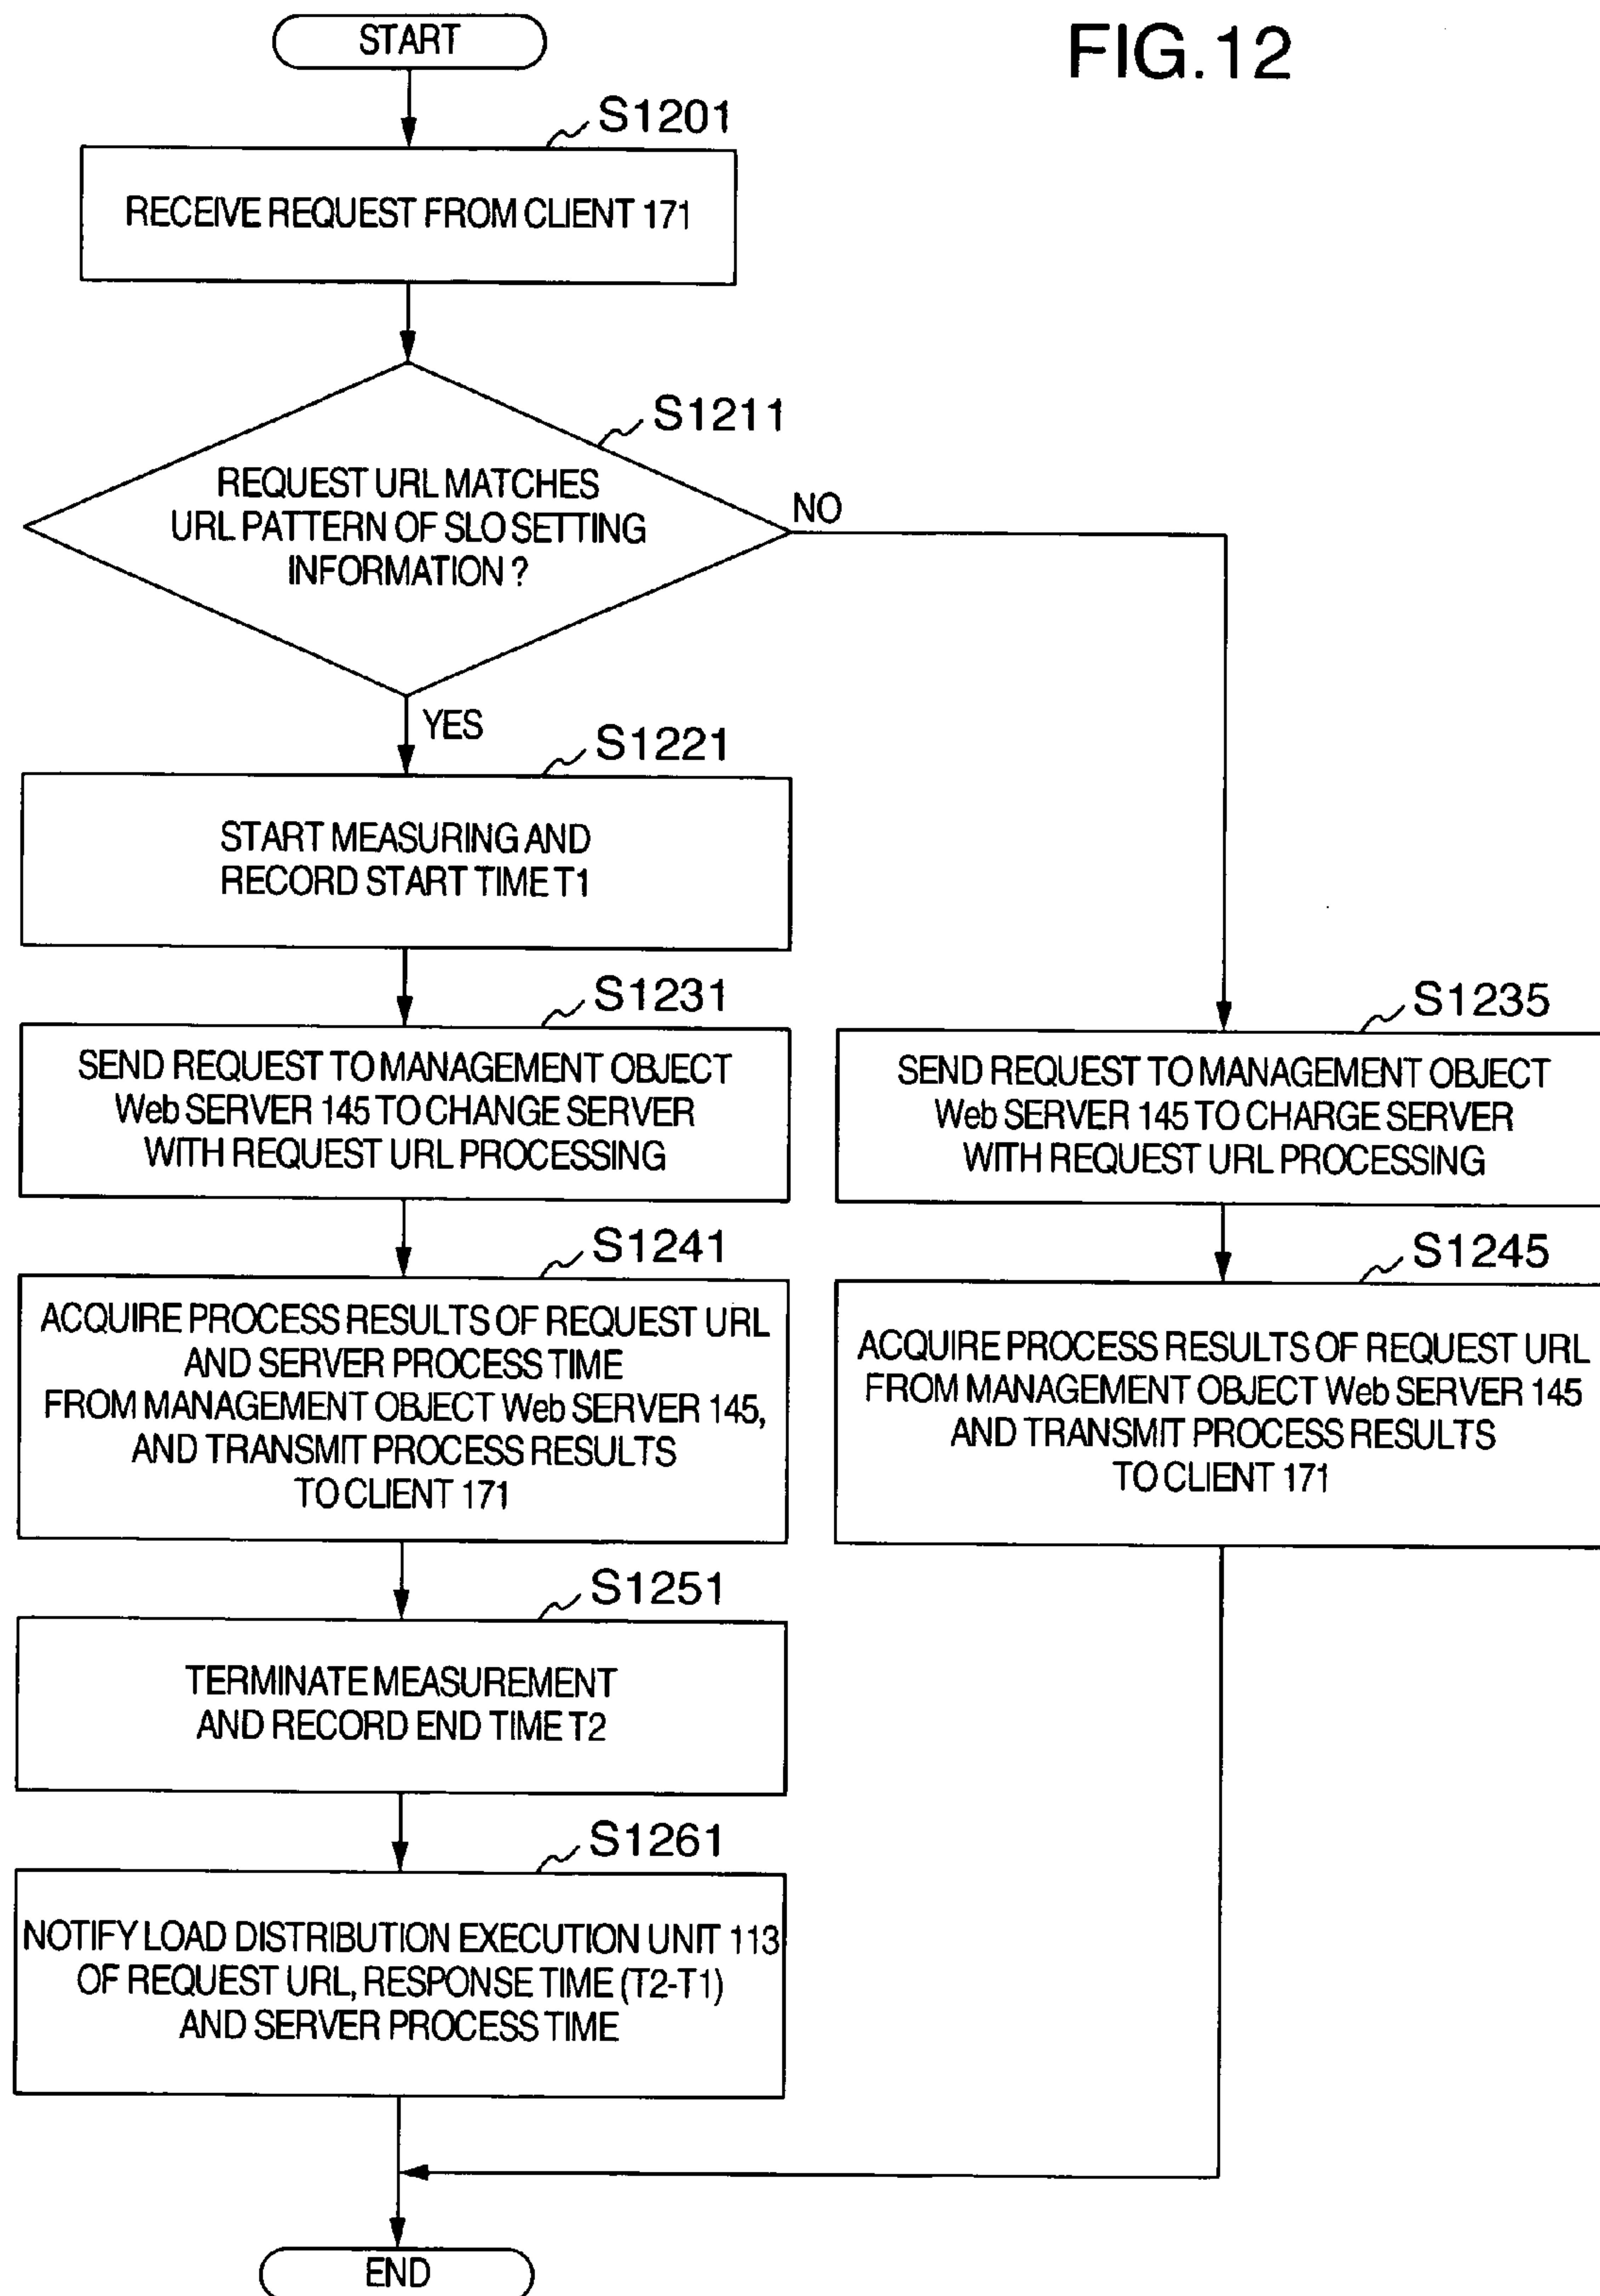 FIG.12
START
S1201
RECEIVE REQUEST FROM CLIENT 171
S1211
REQUEST URL MATCHES
URL PATTERN OF SLO SETTING
INFORMATION ?
NO
YES
S1221
START MEASURING AND
RECORD START TIME T1
S1231
SEND REQUEST TO MANAGEMENT OBJECT
Web SERVER 145 TO CHANGE SERVER
WITH REQUEST URL PROCESSING
S1235
SEND REQUEST TO MANAGEMENT OBJECT
Web SERVER 145 TO CHARGE SERVER
WITH REQUEST URL PROCESSING
S1241
ACQUIRE PROCESS RESULTS OF REQUEST URL
AND SERVER PROCESS TIME
FROM MANAGEMENT OBJECT Web SERVER 145,
AND TRANSMIT PROCESS RESULTS
TO CLIENT 171
S1245
ACQUIRE PROCESS RESULTS OF REQUEST URL
FROM MANAGEMENT OBJECT Web SERVER 145
AND TRANSMIT PROCESS RESULTS
TO CLIENT 171
S1251
TERMINATE MEASUREMENT
AND RECORD END TIME T2
S1261
NOTIFY LOAD DISTRIBUTION EXECUTION UNIT 113
OF REQUEST URL, RESPONSE TIME (T2-T1)
AND SERVER PROCESS TIME
END